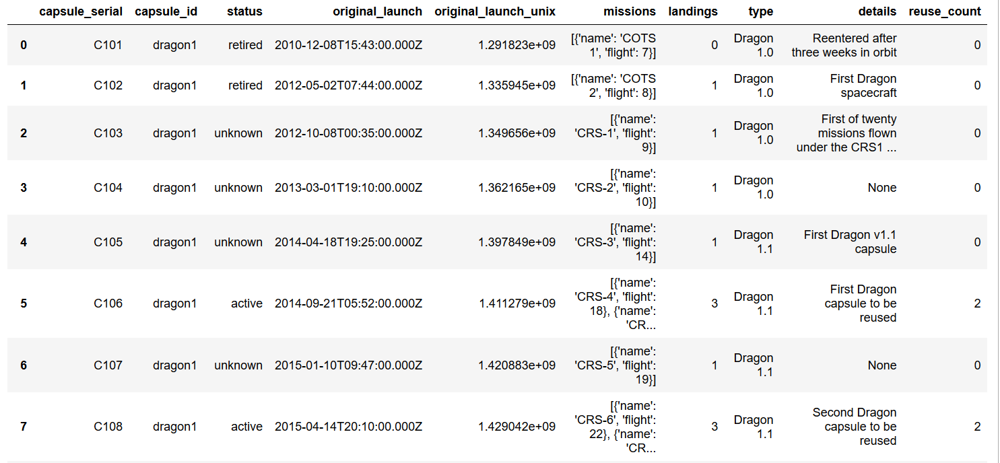 capsule_serial capsule_id status original_launch original_launch_unix missions landings type details reuse_count
0 C101 dragon1 retired 2010-12-08T15:43:00.000Z 1.291823e+09 [{'name': 'COTS 1', 'flight': 7}] 0 Dragon 1.0 Reentered after three weeks in orbit 0
1 C102 dragon1 retired 2012-05-02T07:44:00.000Z 1.335945e+09 [{'name': 'COTS 2', 'flight': 8}] 1 Dragon 1.0 First Dragon spacecraft 0
2 C103 dragon1 unknown 2012-10-08T00:35:00.000Z 1.349656e+09 [{'name': 'CRS-1', 'flight': 9}] 1 Dragon 1.0 First of twenty missions flown under the CRS1 ... 0
3 C104 dragon1 unknown 2013-03-01T19:10:00.000Z 1.362165e+09 [{'name': 'CRS-2', 'flight': 10}] 1 Dragon 1.0 None 0
4 C105 dragon1 unknown 2014-04-18T19:25:00.000Z 1.397849e+09 [{'name': 'CRS-3', 'flight': 14}] 1 Dragon 1.1 First Dragon v1.1 capsule 0
5 C106 dragon1 active 2014-09-21T05:52:00.000Z 1.411279e+09 [{'name': 'CRS-4', 'flight': 18}, {'name': 'CR... 3 Dragon 1.1 First Dragon capsule to be reused 2
6 C107 dragon1 unknown 2015-01-10T09:47:00.000Z 1.420883e+09 [{'name': 'CRS-5', 'flight': 19}] 1 Dragon 1.1 None 0
7 C108 dragon1 active 2015-04-14T20:10:00.000Z 1.429042e+09 [{'name': 'CRS-6', 'flight': 22}, {'name': 'CR... 3 Dragon 1.1 Second Dragon capsule to be reused 2